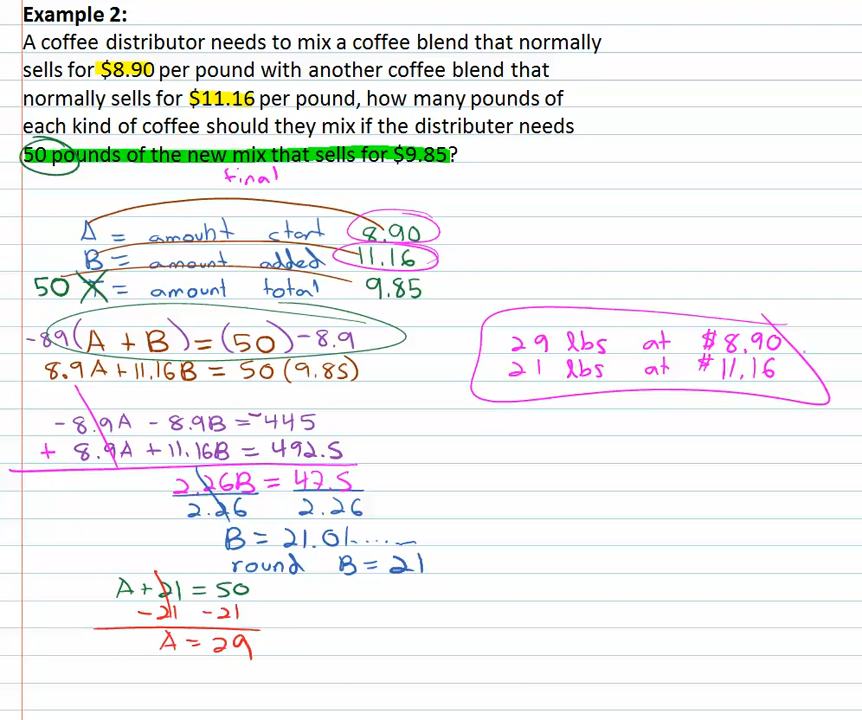 Example 2:
A coffee distributor needs to mix a coffee blend that normally
sells for $8.90 per pound with another coffee blend that
normally sells for $11.16 per pound, how many pounds of
each kind of coffee should they mix if the distributer needs
50 pounds of the new mix that sells for $9.85?
final
A = amount start 8.90
B = amount added 11.16
50 T = amount total 9.85
-89(A + B) = (50)-8.9
8.9A+11.16B = 50(9.85)
29 lbs at $8.90
21 lbs at $11.16
-8.9A - 8.9B = -445
+ 8.9A + 11.16B = 492.5
2.26B = 47.5
2.26 2.26
B = 21.01.....
round B = 21
A+21 = 50
-21 -21
A = 29